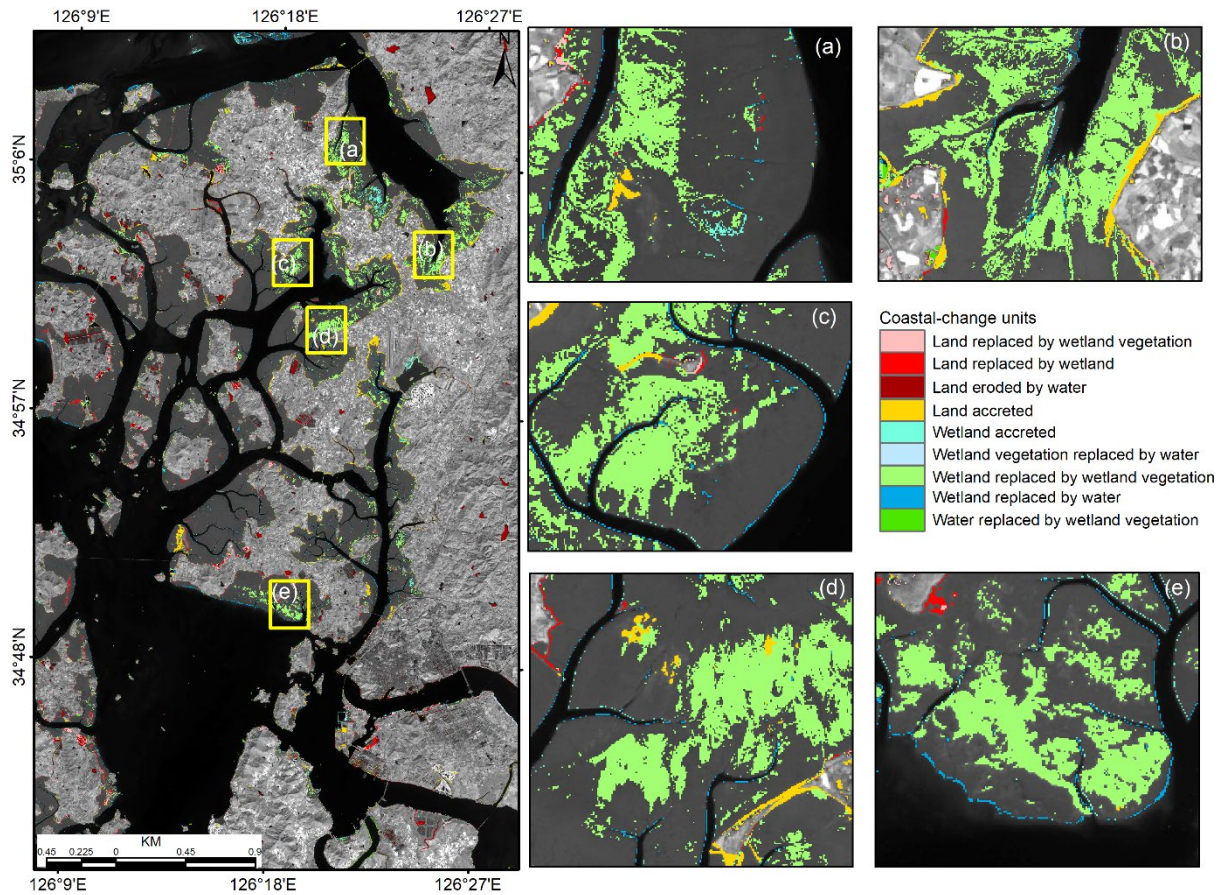 126°9'E 126°18'E 126°27'E
N
35°6'N
34°57'N
34°48'N
(a)
(b)
(c)
(d)
(e)
KM
0.45 0.225 0 0.45 0.9
126°9'E 126°18'E 126°27'E
(a)
(b)
(c)
Coastal-change units
Land replaced by wetland vegetation
Land replaced by wetland
Land eroded by water
Land accreted
Wetland accreted
Wetland vegetation replaced by water
Wetland replaced by wetland vegetation
Wetland replaced by water
Water replaced by wetland vegetation
(d)
(e)